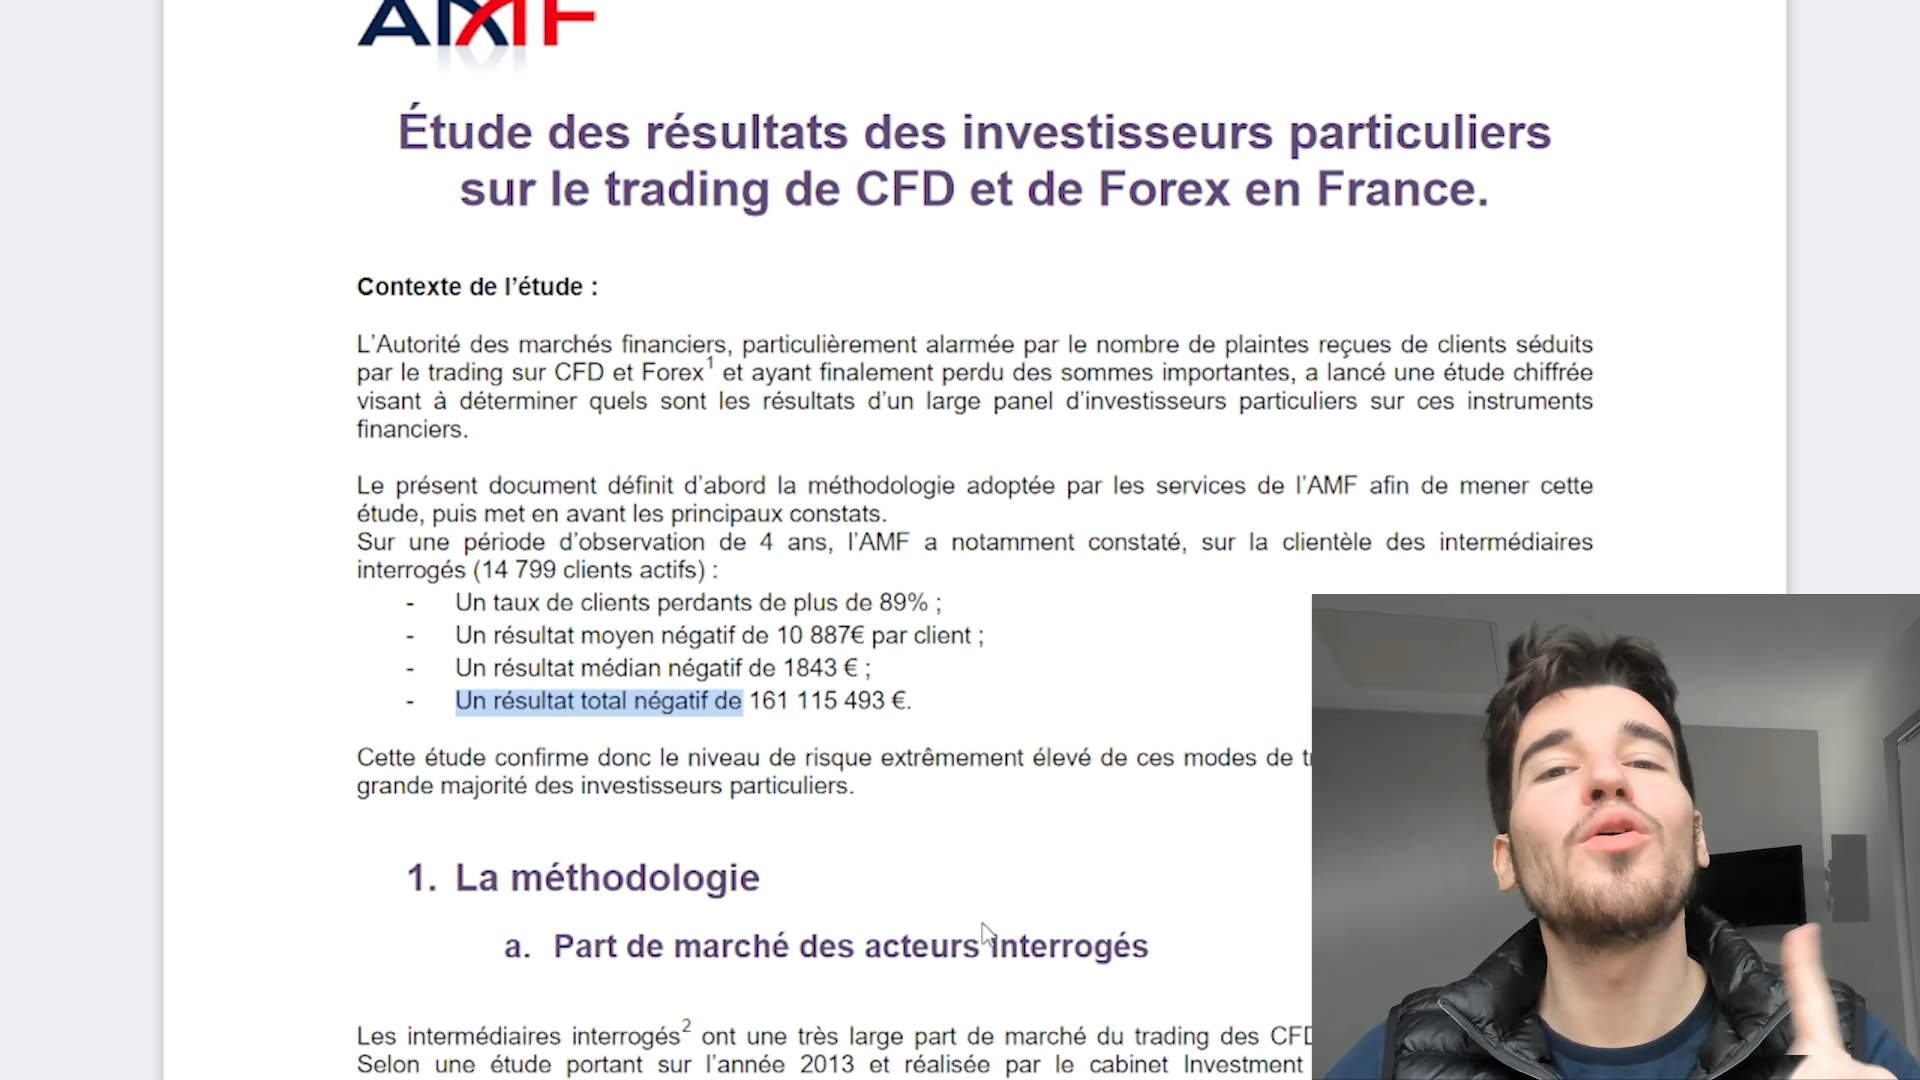 AMF
Étude des résultats des investisseurs particuliers
sur le trading de CFD et de Forex en France.
Contexte de l’étude :
L’Autorité des marchés financiers, particulièrement alarmée par le nombre de plaintes reçues de clients séduits
par le trading sur CFD et Forex1 et ayant finalement perdu des sommes importantes, a lancé une étude chiffrée
visant à déterminer quels sont les résultats d’un large panel d’investisseurs particuliers sur ces instruments
financiers.
Le présent document définit d’abord la méthodologie adoptée par les services de l’AMF afin de mener cette
étude, puis met en avant les principaux constats.
Sur une période d’observation de 4 ans, l’AMF a notamment constaté, sur la clientèle des intermédiaires
interrogés (14 799 clients actifs) :
- Un taux de clients perdants de plus de 89% ;
- Un résultat moyen négatif de 10 887€ par client ;
- Un résultat médian négatif de 1843 € ;
- Un résultat total négatif de 161 115 493 €.
Cette étude confirme donc le niveau de risque extrêmement élevé de ces modes de
grande majorité des investisseurs particuliers.
1. La méthodologie
a. Part de marché des acteurs interrogés
Les intermédiaires interrogés2 ont une très large part de marché du trading des CFD
Selon une étude portant sur l’année 2013 et réalisée par le cabinet Investment